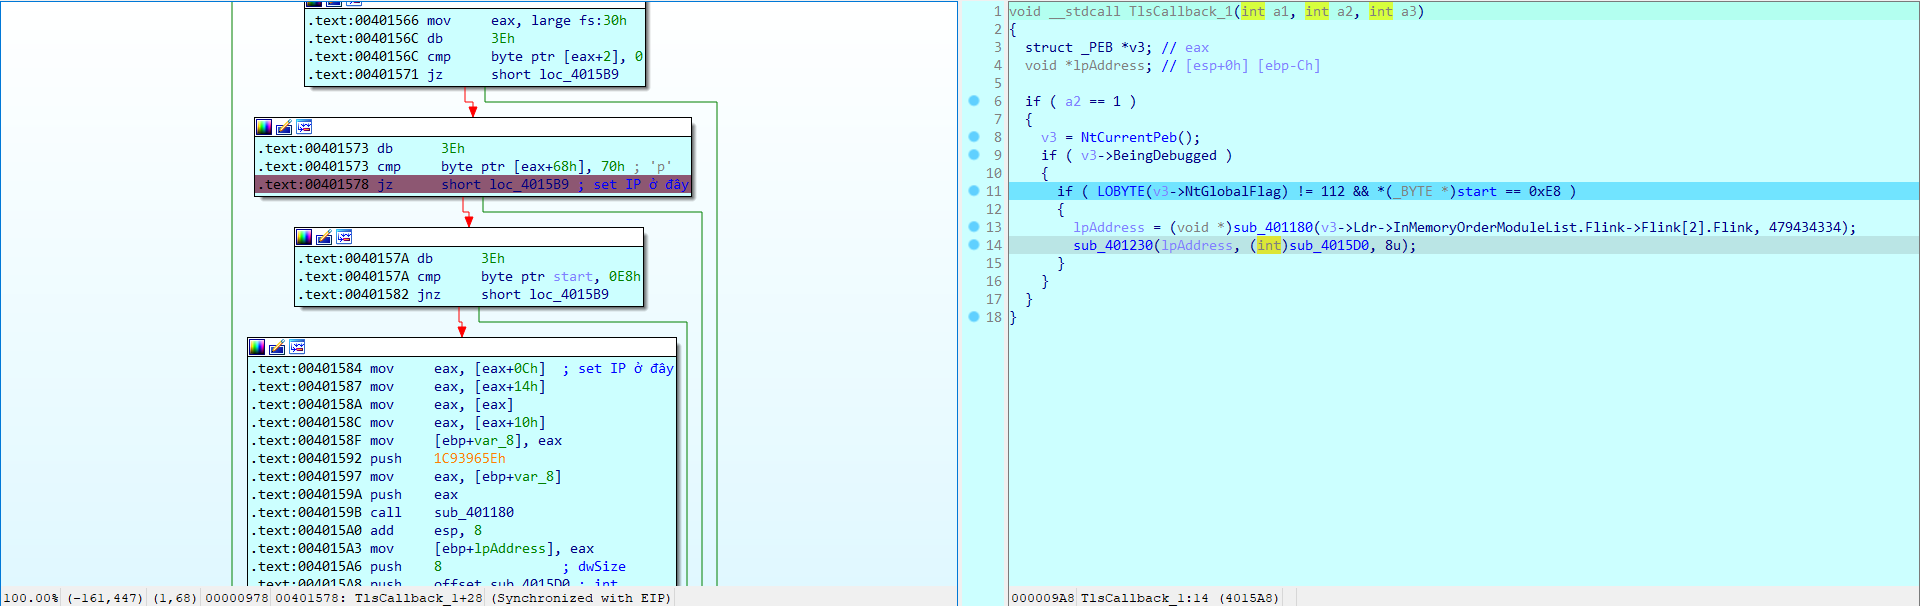 .text:00401566 mov eax, large fs:30h
.text:0040156C db 3Eh
.text:0040156C cmp byte ptr [eax+2], 0
.text:00401571 jz short loc_4015B9
.text:00401573 db 3Eh
.text:00401573 cmp byte ptr [eax+68h], 70h ; 'p'
.text:00401578 jz short loc_4015B9 ; set IP ở đây
.text:0040157A db 3Eh
.text:0040157A cmp byte ptr start, 0E8h
.text:00401582 jnz short loc_4015B9
.text:00401584 mov eax, [eax+0Ch] ; set IP ở đây
.text:00401587 mov eax, [eax+14h]
.text:0040158A mov eax, [eax]
.text:0040158C mov eax, [eax+10h]
.text:0040158F mov [ebp+var_8], eax
.text:00401592 push 1C93965Eh
.text:00401597 mov eax, [ebp+var_8]
.text:0040159A push eax
.text:0040159B call sub_401180
.text:004015A0 add esp, 8
.text:004015A3 mov [ebp+lpAddress], eax
.text:004015A6 push 8 ; dwSize
.text:004015A8 push offset sub_4015D0 ; int
100.00% (-161,447) (1,68) 00000978 00401578: TlsCallback_1+28 (Synchronized with EIP)
1 void __stdcall TlsCallback_1(int a1, int a2, int a3)
2 {
3 struct _PEB *v3; // eax
4 void *lpAddress; // [esp+0h] [ebp-Ch]
5
6 if ( a2 == 1 )
7 {
8 v3 = NtCurrentPeb();
9 if ( v3->BeingDebugged )
10 {
11 if ( LOBYTE(v3->NtGlobalFlag) != 112 && *(_BYTE *)start == 0xE8 )
12 {
13 lpAddress = (void *)sub_401180(v3->Ldr->InMemoryOrderModuleList.Flink->Flink[2].Flink, 479434334);
14 sub_401230(lpAddress, (int)sub_4015D0, 8u);
15 }
16 }
17 }
18 }
000009A8 TlsCallback_1:14 (4015A8)